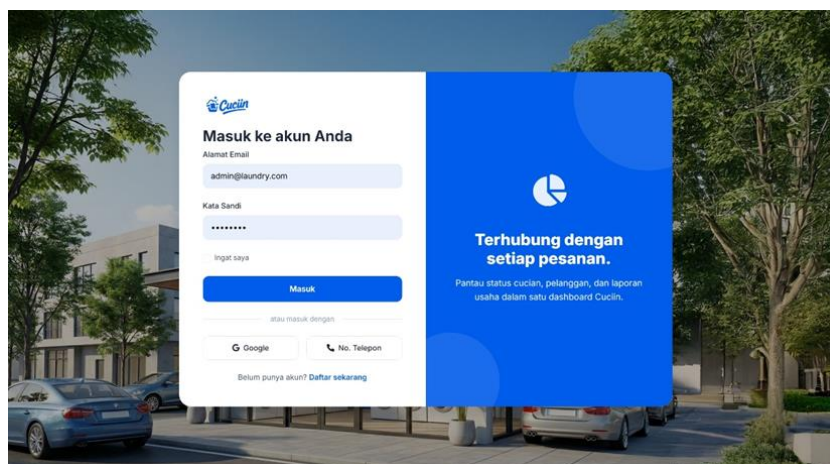 Cuciin
Masuk ke akun Anda
Alamat Email
admin@laundry.com
Kata Sandi
••••••••
Ingat saya
Masuk
atau masuk dengan
Google
No. Telepon
Belum punya akun? Daftar sekarang
Terhubung dengan
setiap pesanan.
Pantau status cucian, pelanggan, dan laporan
usaha dalam satu dashboard Cuciin.